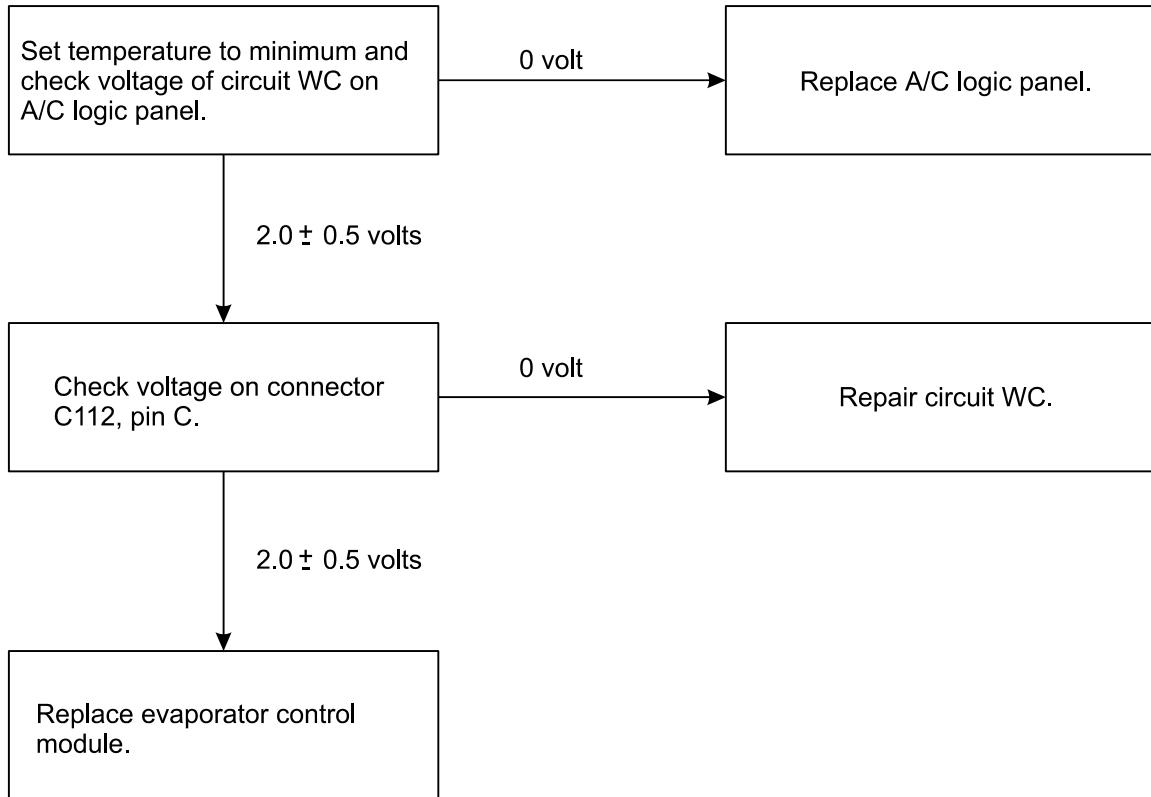 Set temperature to minimum and
check voltage of circuit WC on
A/C logic panel.
0 volt
Replace A/C logic panel.
2.0 ± 0.5 volts
Check voltage on connector
C112, pin C.
0 volt
Repair circuit WC.
2.0 ± 0.5 volts
Replace evaporator control
module.